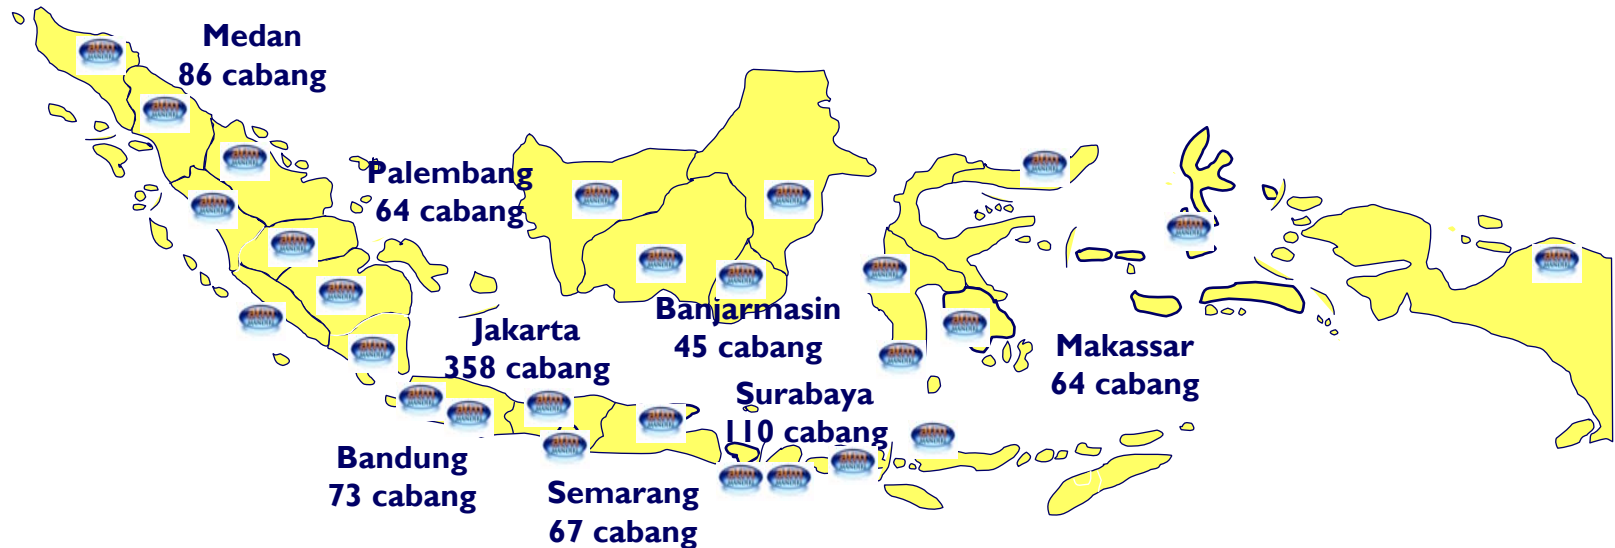 Medan
86 cabang
Palembang
64 cabang
Jakarta
358 cabang
Banjarmasin
45 cabang
Makassar
64 cabang
Surabaya
110 cabang
Bandung
73 cabang
Semarang
67 cabang